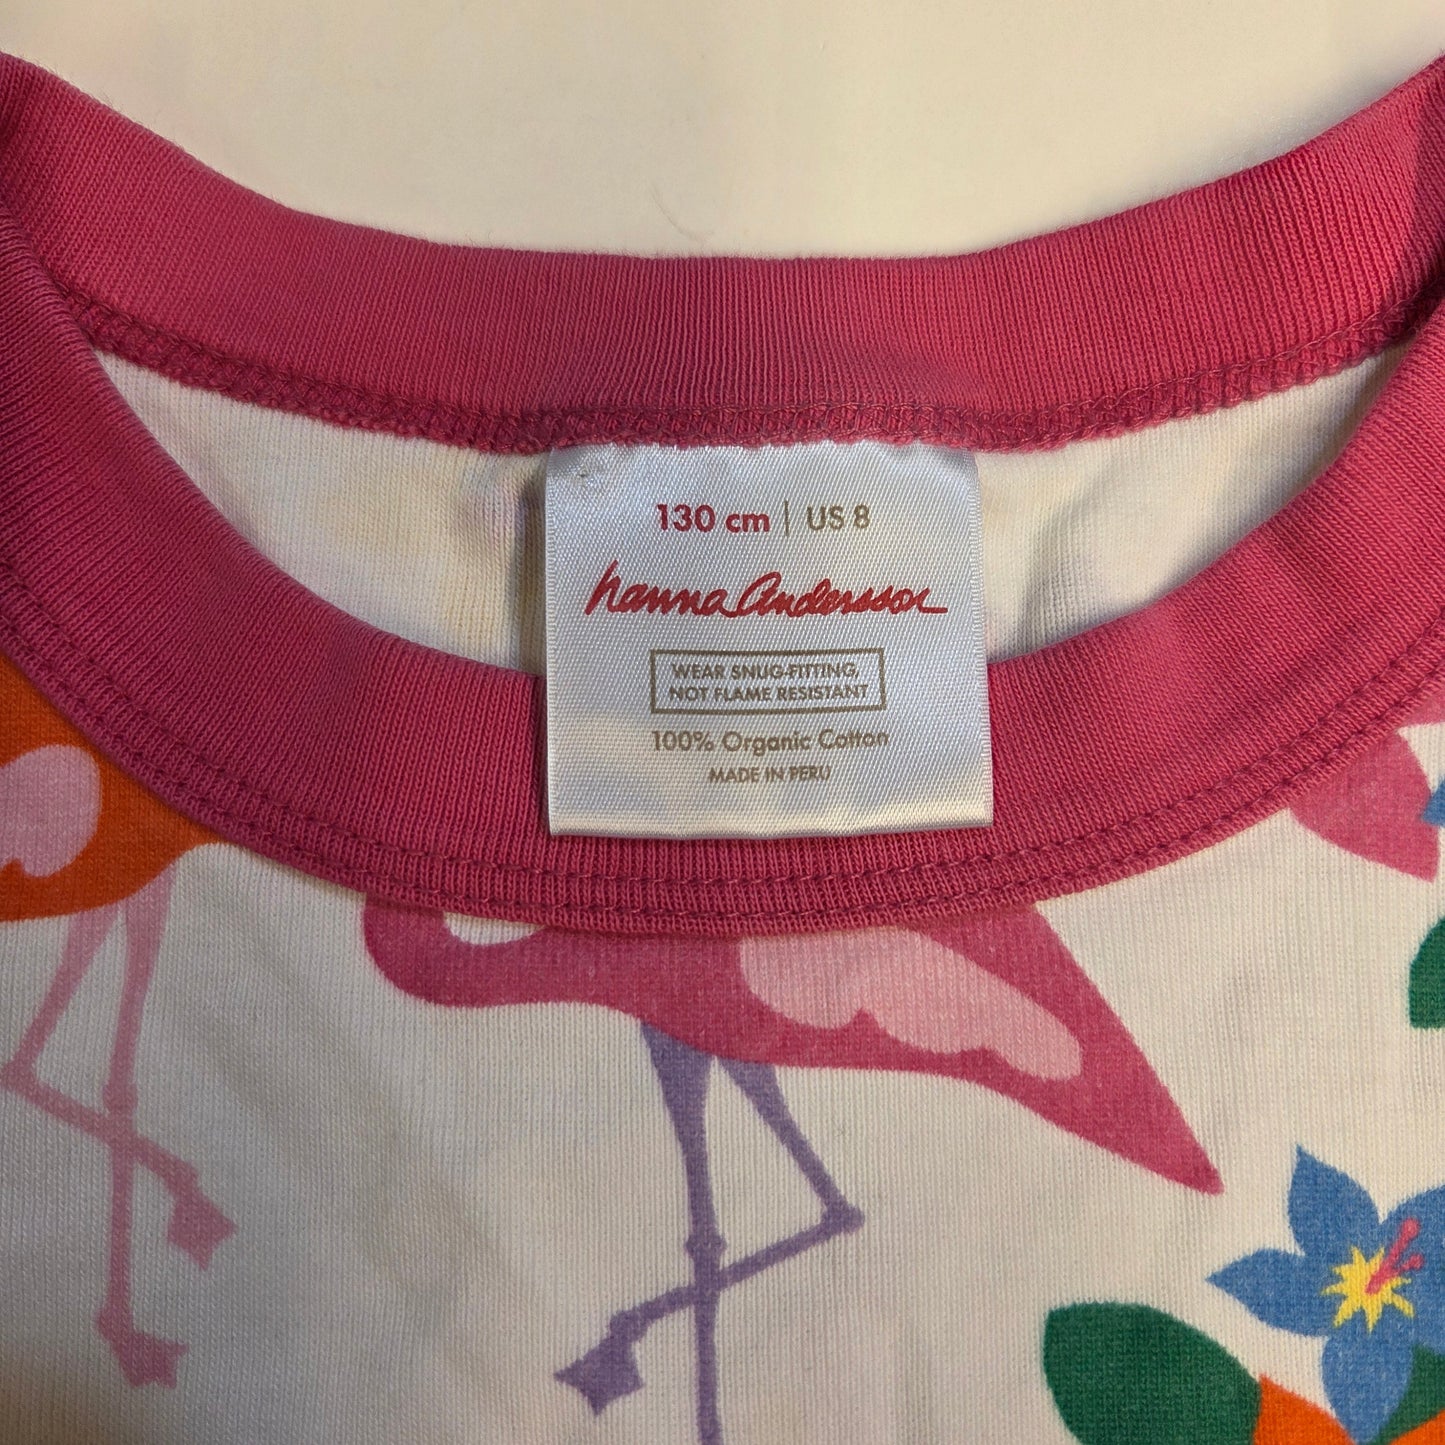 130 cm | US 8
hanna Andersson
WEAR SNUG-FITTING,
NOT FLAME RESISTANT
100% Organic Cotton
MADE IN PERU